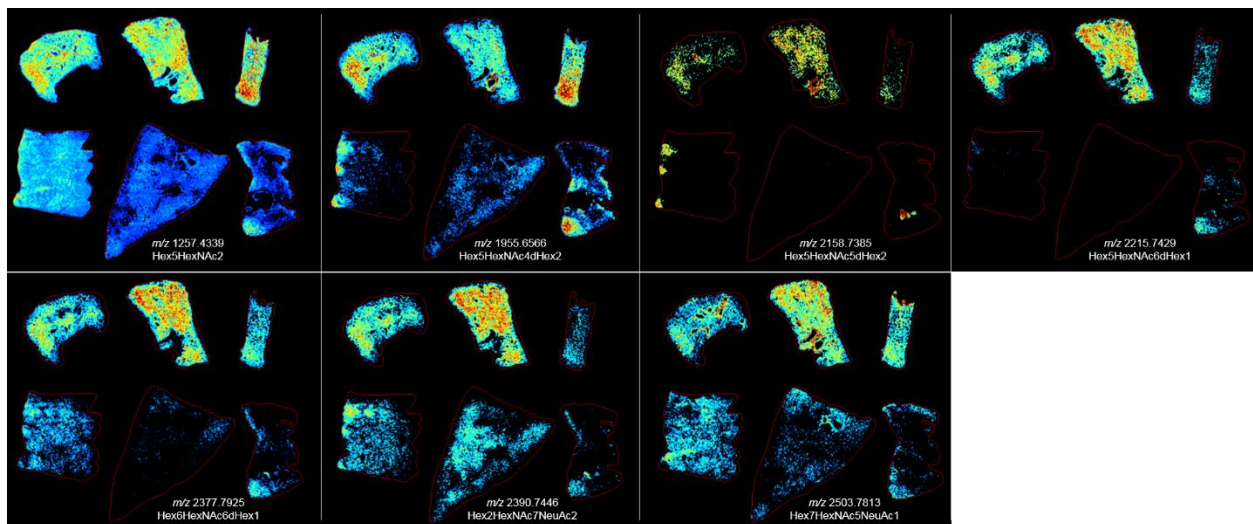 m/z 1257.4339
Hex5HexNAc2
m/z 1955.6566
Hex5HexNAc4dHex2
m/z 2158.7385
Hex5HexNAc5dHex2
m/z 2215.7429
Hex5HexNAc6dHex1
m/z 2377.7925
Hex6HexNAc6dHex1
m/z 2390.7446
Hex2HexNAc7NeuAc2
m/z 2503.7813
Hex7HexNAc5NeuAc1